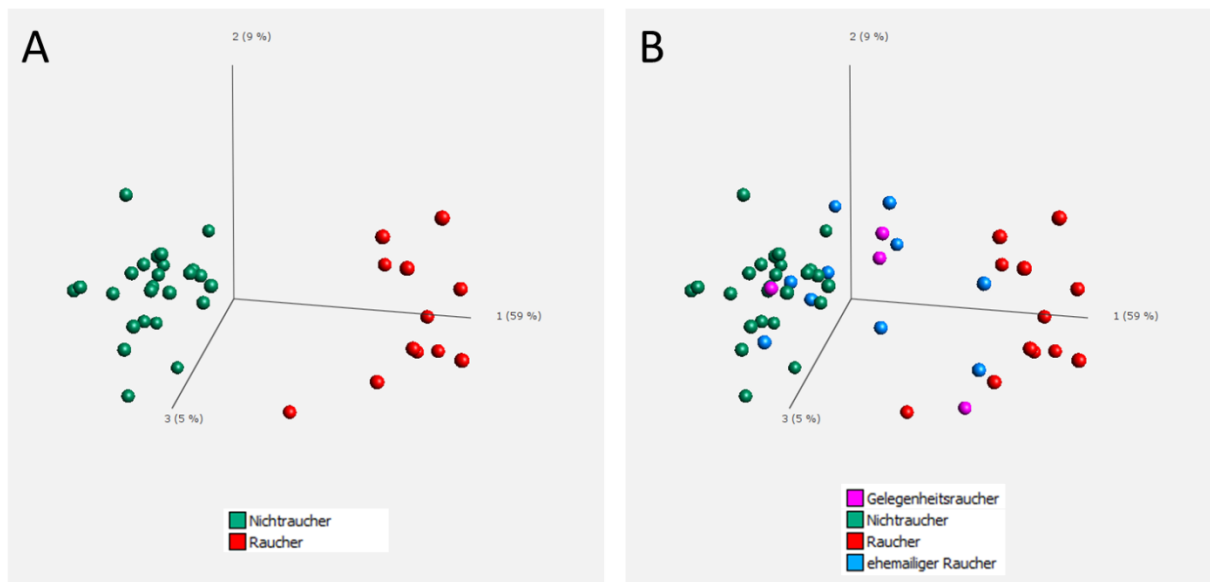 A
2 (9 %)
1 (59 %)
3 (5 %)
Nichtraucher
Raucher
B
2 (9 %)
1 (59 %)
3 (5 %)
Gelegenheitsraucher
Nichtraucher
Raucher
ehemailiger Raucher